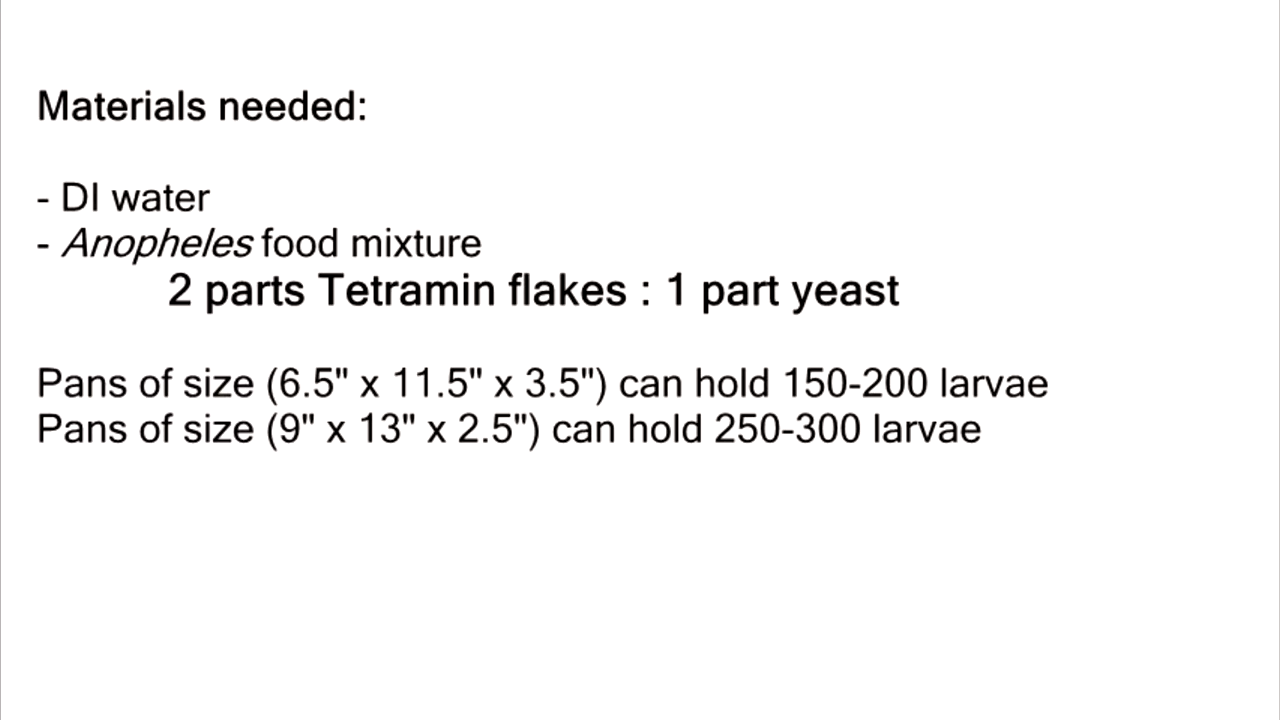 Materials needed:
- DI water
- Anopheles food mixture
2 parts Tetramin flakes : 1 part yeast
Pans of size (6.5" x 11.5" x 3.5") can hold 150-200 larvae
Pans of size (9" x 13" x 2.5") can hold 250-300 larvae